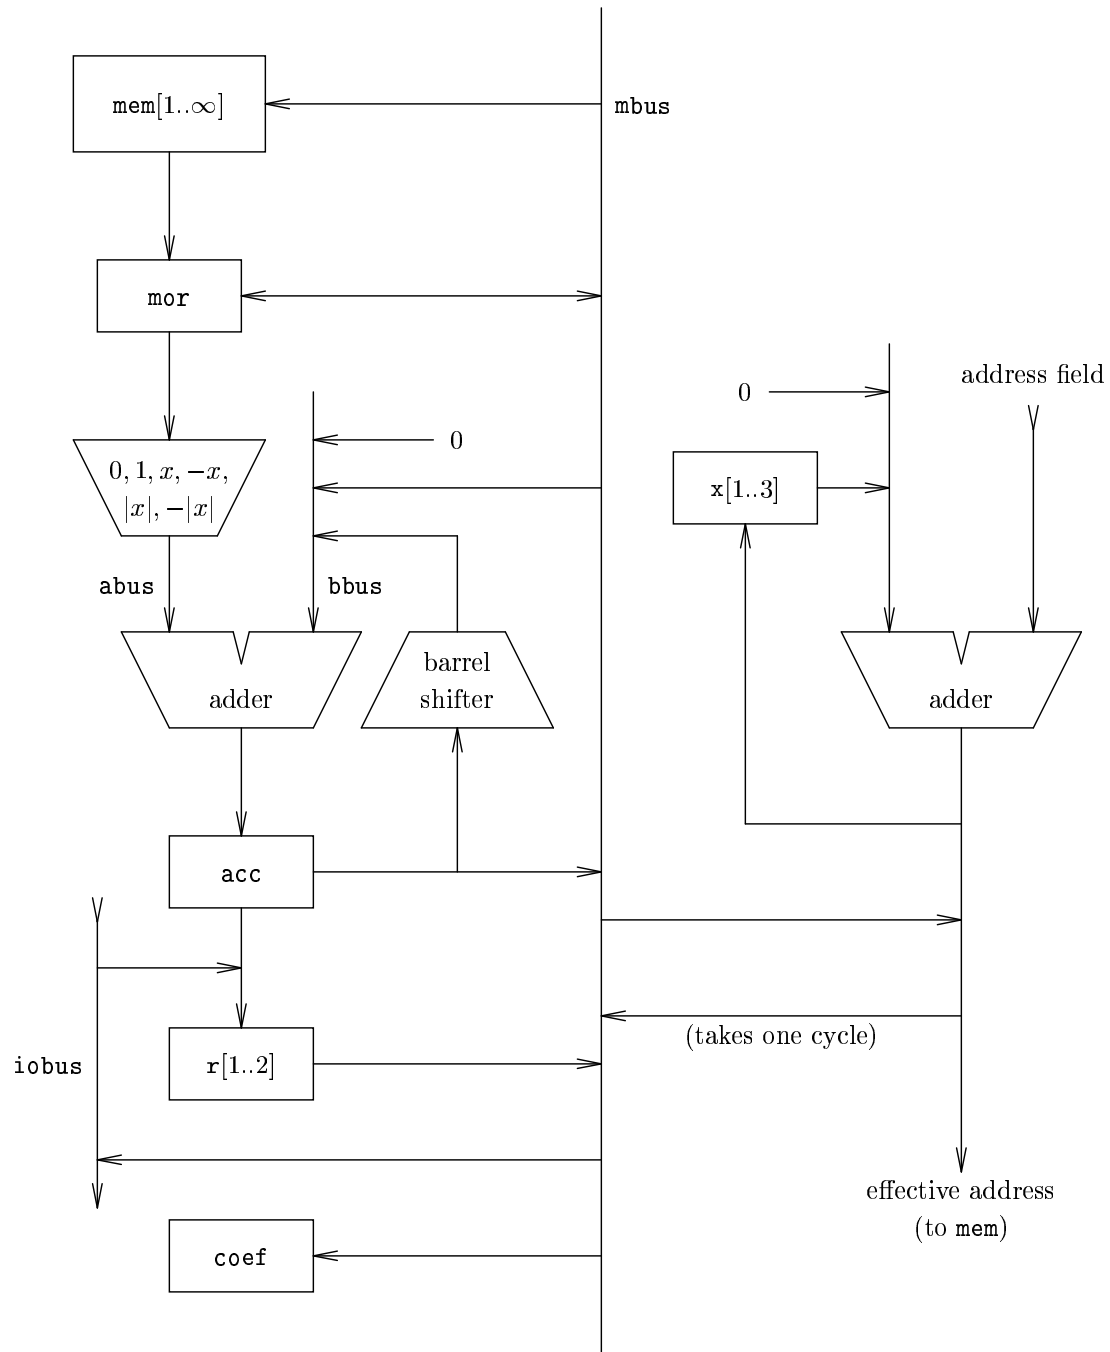 mem[1..∞]
mbus
mor
address field
0
0
0, 1, x, −x,
|x|, −|x|
x[1..3]
abus
bbus
barrel
shifter
adder
adder
acc
(takes one cycle)
iobus
r[1..2]
effective address
(to mem)
coef